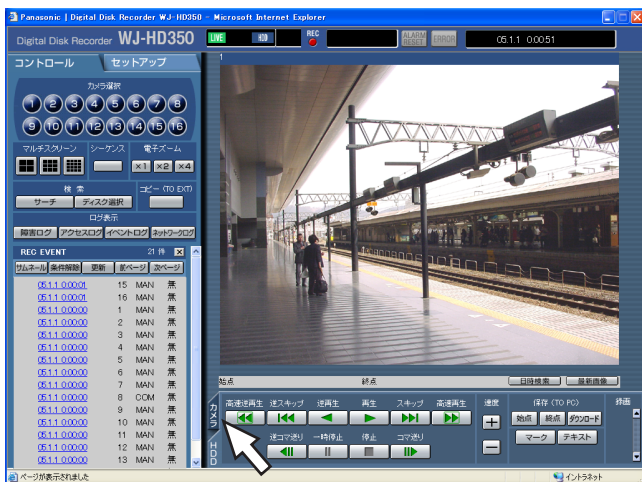 Panasonic | Digital Disk Recorder WJ-HD350 - Microsoft Internet Explorer
Digital Disk Recorder WJ-HD350
LIVE HDD REC ALARM RESET ERROR 05.1.1 0:00:51
コントロール セットアップ
1
カメラ選択
1 2 3 4 5 6 7 8
9 10 11 12 13 14 15 16
マルチスクリーン シーケンス 電子ズーム
×1 ×2 ×4
検 索 コピー (TO EXT)
サーチ ディスク選択
ログ表示
障害ログ アクセスログ イベントログ ネットワークログ
REC EVENT 21 件
サムネール 条件解除 更新 前ページ 次ページ
05.1.1 0:00:01 15 MAN 無
05.1.1 0:00:01 16 MAN 無
05.1.1 0:00:00 1 MAN 無
05.1.1 0:00:00 2 MAN 無
05.1.1 0:00:00 3 MAN 無
05.1.1 0:00:00 4 MAN 無
05.1.1 0:00:00 5 MAN 無
05.1.1 0:00:00 6 MAN 無
05.1.1 0:00:00 7 MAN 無
05.1.1 0:00:00 8 COM 無
05.1.1 0:00:00 9 MAN 無
05.1.1 0:00:00 10 MAN 無
05.1.1 0:00:00 11 MAN 無
05.1.1 0:00:00 12 MAN 無
05.1.1 0:00:00 13 MAN 無
始点 終点 日時検索 最新画像
カメラ
HDD
高速逆再生 逆スキップ 逆再生 再生 スキップ 高速再生 速度 保存 (TO PC) 録画
始点 終点 ダウンロード
逆コマ送り 一時停止 停止 コマ送り
マーク テキスト
ページが表示されました イントラネット